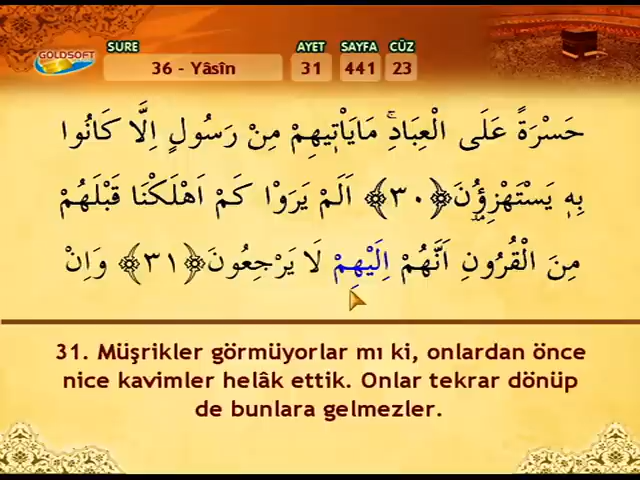 GOLDSOFT
SURE AYET SAYFA CÜZ
36 - Yâsîn 31 441 23
حَسْرَةً عَلَى الْعِبَادِۚ مَايَاْت۪يهِمْ مِنْ رَسُولٍ اِلَّا كَانُوا
بِه۪ يَسْتَهْزِؤُ۫نَ ﴿٣٠﴾ اَلَمْ يَرَوْا كَمْ اَهْلَكْنَا قَبْلَهُمْ
مِنَ الْقُرُونِ اَنَّهُمْ اِلَيْهِمْ لَا يَرْجِعُونَ ﴿٣١﴾ وَاِنْ
31. Müşrikler görmüyorlar mı ki, onlardan önce
nice kavimler helâk ettik. Onlar tekrar dönüp
de bunlara gelmezler.